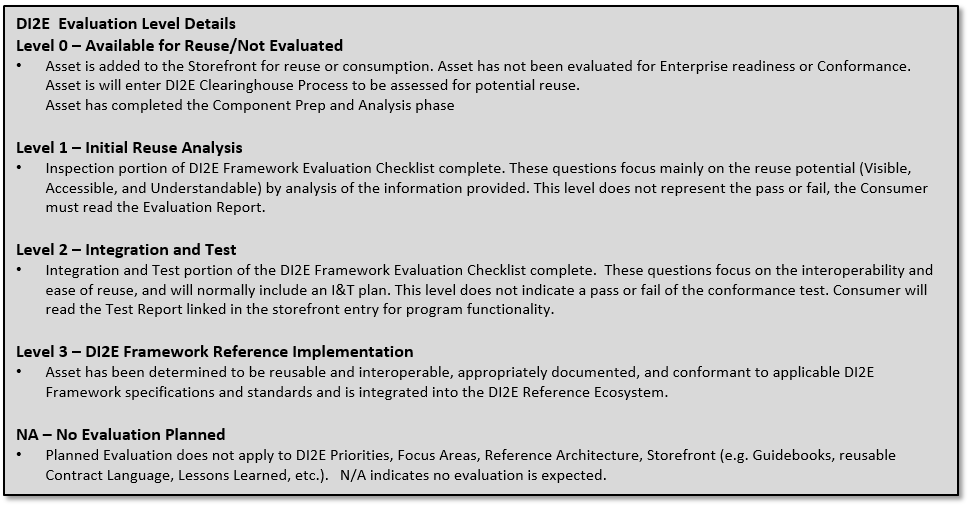 DI2E  Evaluation Level Details
Level 0 – Available for Reuse/Not Evaluated
• Asset is added to the Storefront for reuse or consumption. Asset has not been evaluated for Enterprise readiness or Conformance.
Asset is will enter DI2E Clearinghouse Process to be assessed for potential reuse.
Asset has completed the Component Prep and Analysis phase
Level 1 – Initial Reuse Analysis
• Inspection portion of DI2E Framework Evaluation Checklist complete. These questions focus mainly on the reuse potential (Visible,
Accessible, and Understandable) by analysis of the information provided. This level does not represent the pass or fail, the Consumer
must read the Evaluation Report.
Level 2 – Integration and Test
• Integration and Test portion of the DI2E Framework Evaluation Checklist complete.  These questions focus on the interoperability and
ease of reuse, and will normally include an I&T plan. This level does not indicate a pass or fail of the conformance test. Consumer will
read the Test Report linked in the storefront entry for program functionality.
Level 3 – DI2E Framework Reference Implementation
• Asset has been determined to be reusable and interoperable, appropriately documented, and conformant to applicable DI2E
Framework specifications and standards and is integrated into the DI2E Reference Ecosystem.
NA – No Evaluation Planned
• Planned Evaluation does not apply to DI2E Priorities, Focus Areas, Reference Architecture, Storefront (e.g. Guidebooks, reusable
Contract Language, Lessons Learned, etc.).   N/A indicates no evaluation is expected.